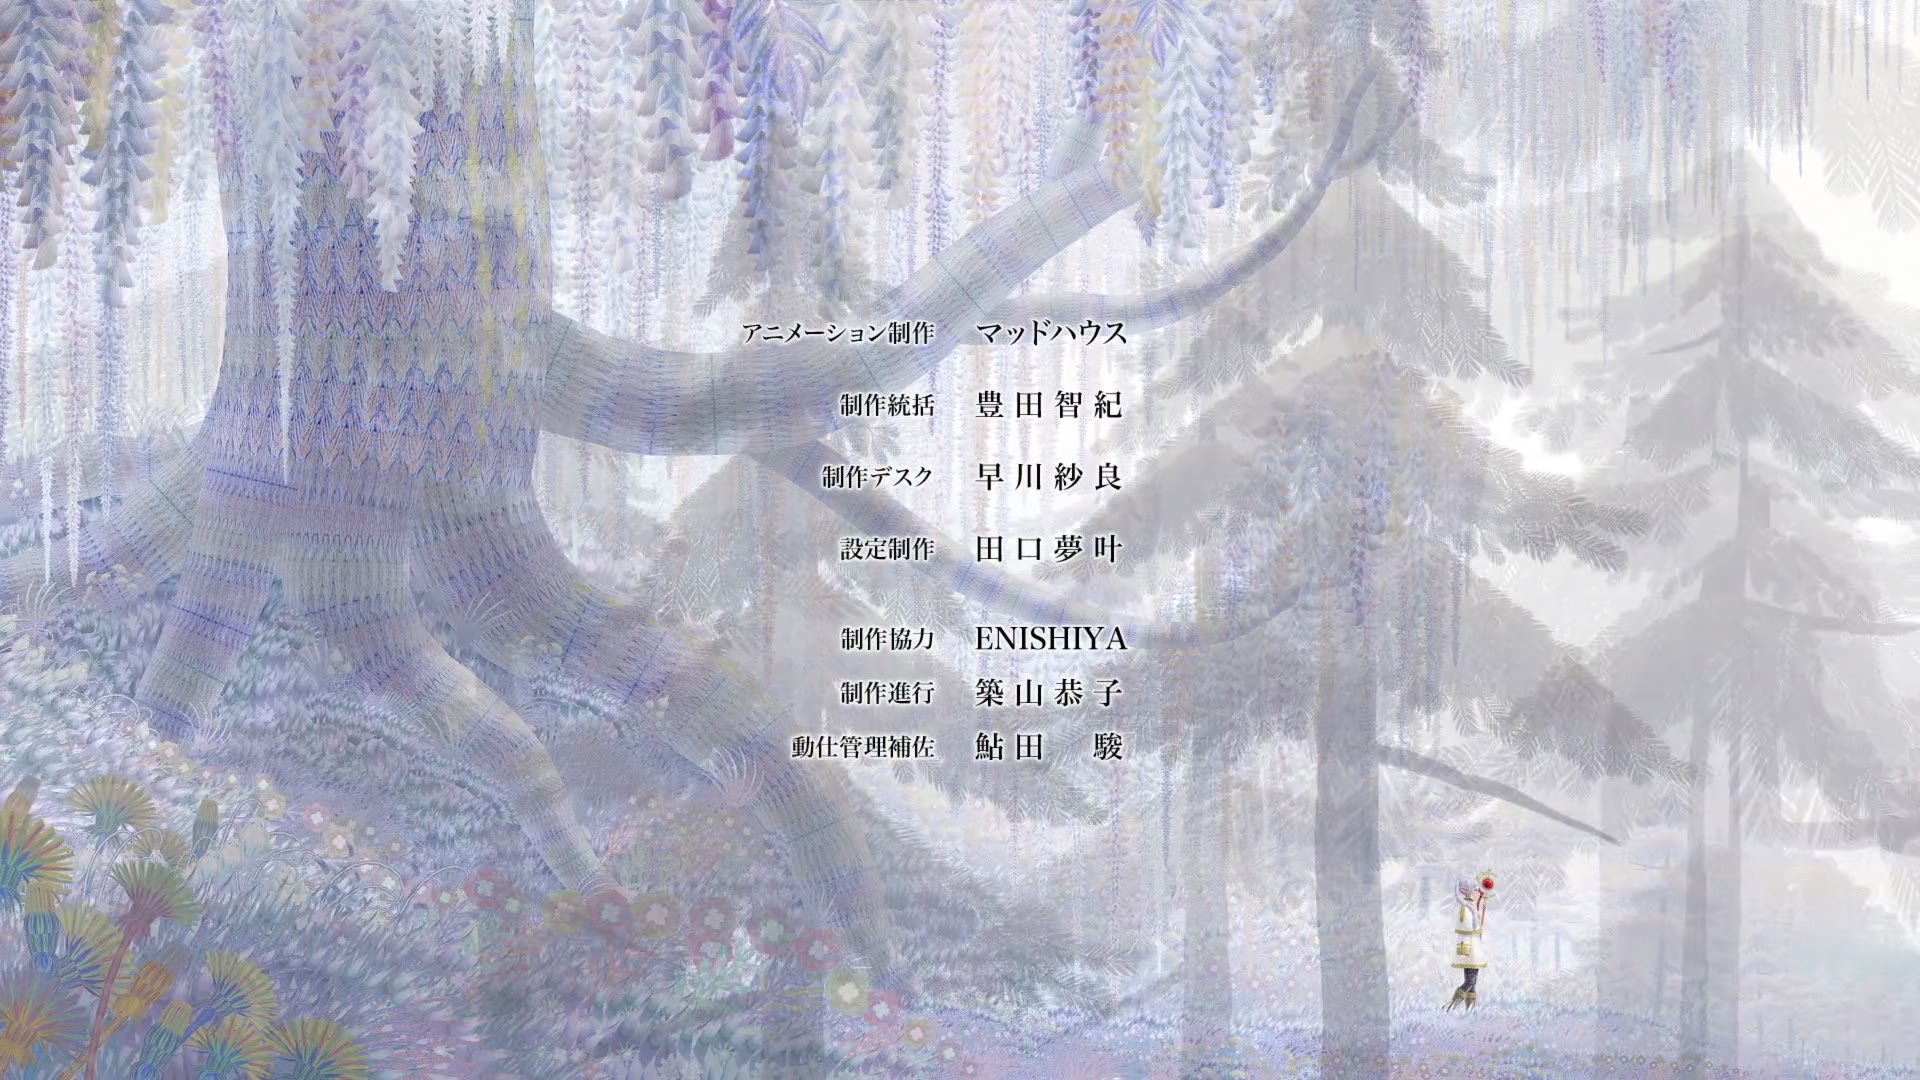 アニメーション制作 マッドハウス
制作統括 豊田智紀
制作デスク 早川紗良
設定制作 田口夢叶
制作協力 ENISHIYA
制作進行 築山恭子
動仕管理補佐 鮎田 駿